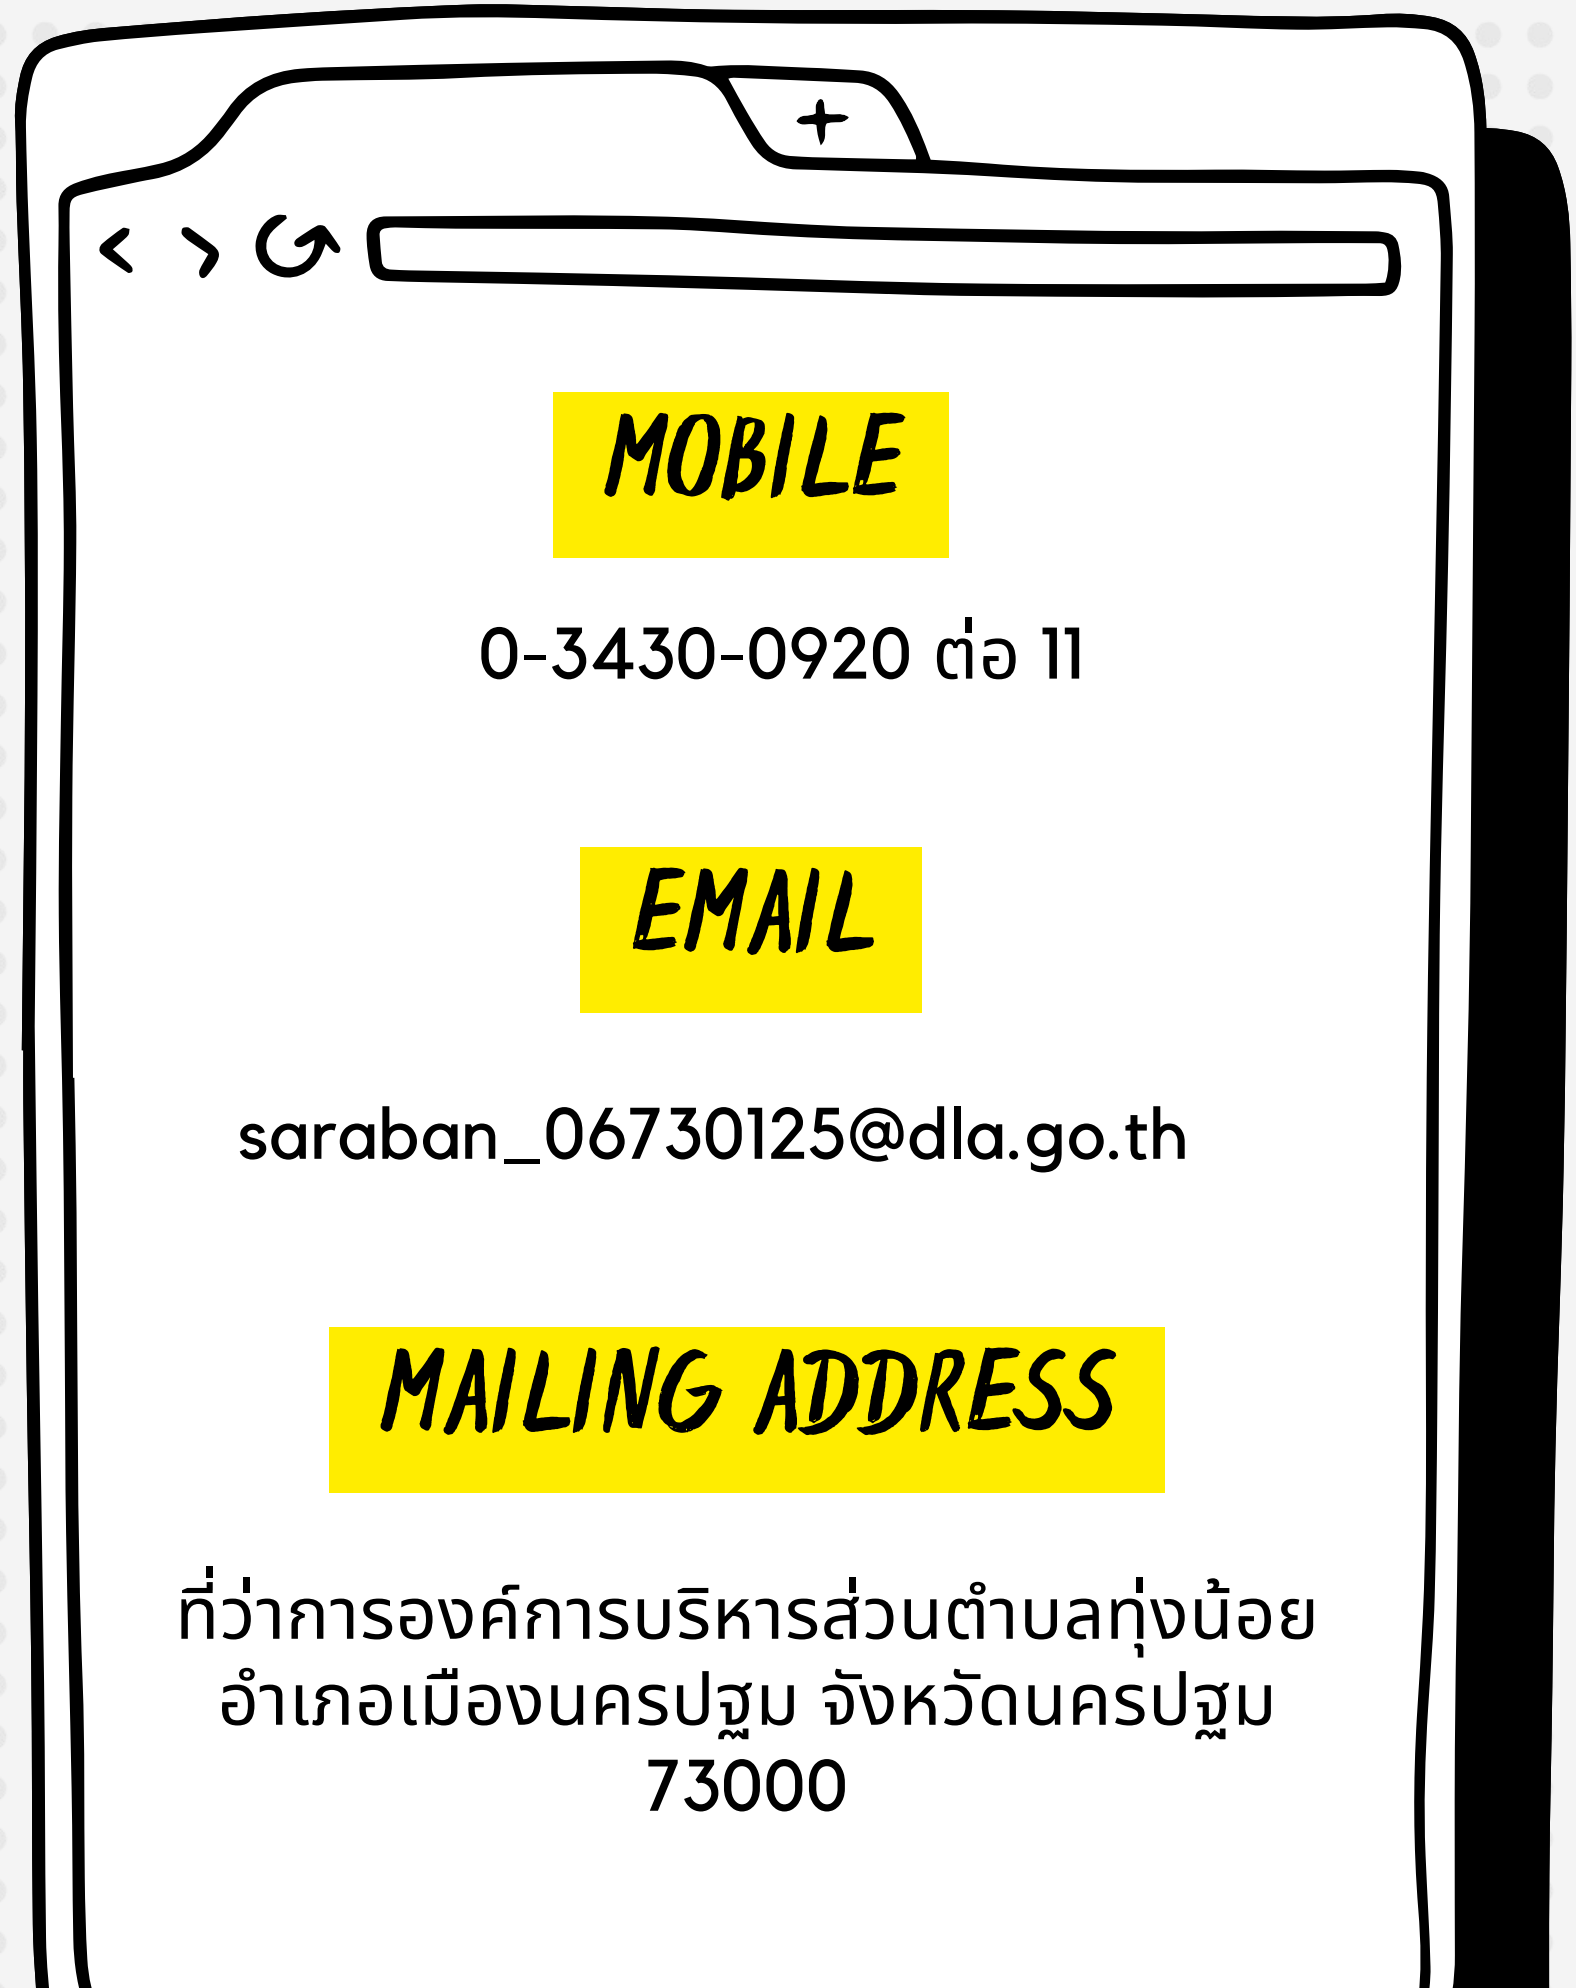 MOBILE
0-3430-0920 ต่อ 11
EMAIL
saraban_06730125@dla.go.th
MAILING ADDRESS
ที่ว่าการองค์การบริหารส่วนตำบลทุ่งน้อย
อำเภอเมืองนครปฐม จังหวัดนครปฐม
73000